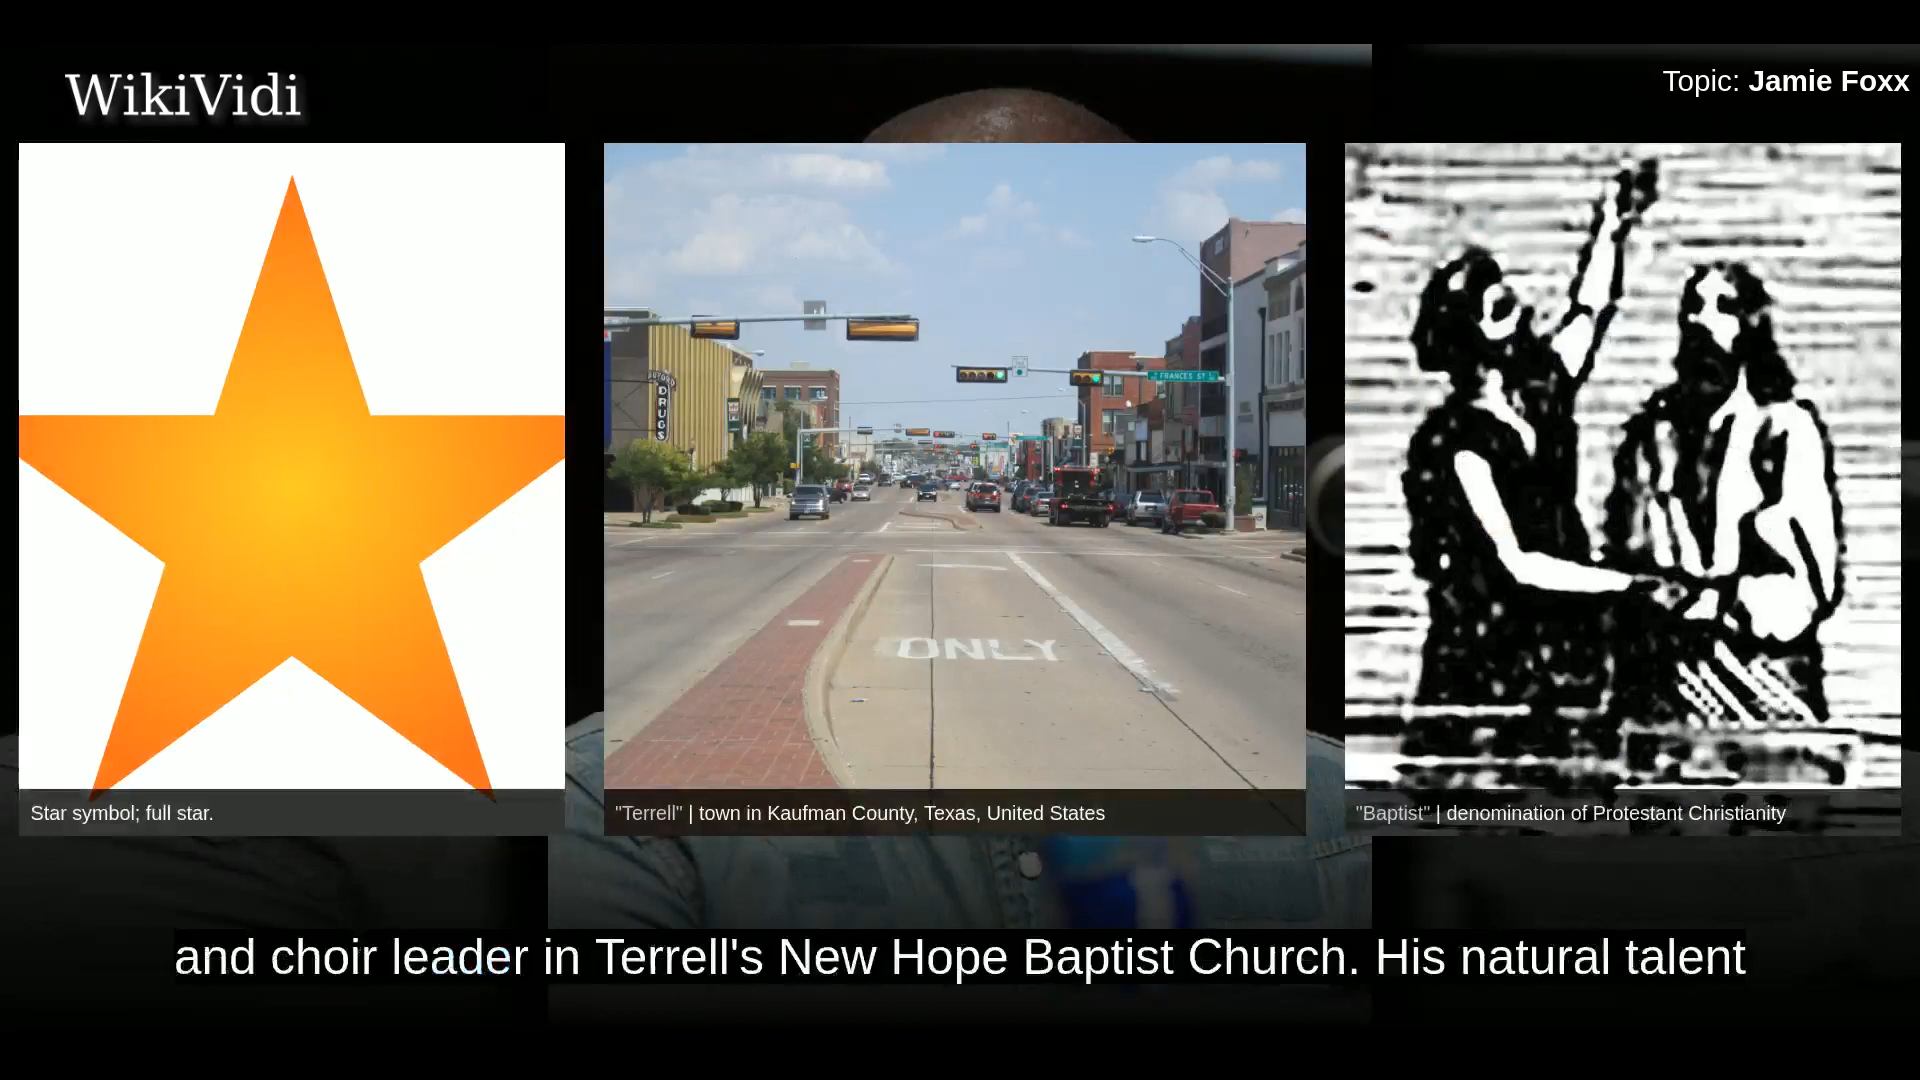 WikiVidi
Topic: Jamie Foxx
DRUGS
FRANCES ST
ONLY
Star symbol; full star.
"Terrell" | town in Kaufman County, Texas, United States
"Baptist" | denomination of Protestant Christianity
and choir leader in Terrell's New Hope Baptist Church. His natural talent